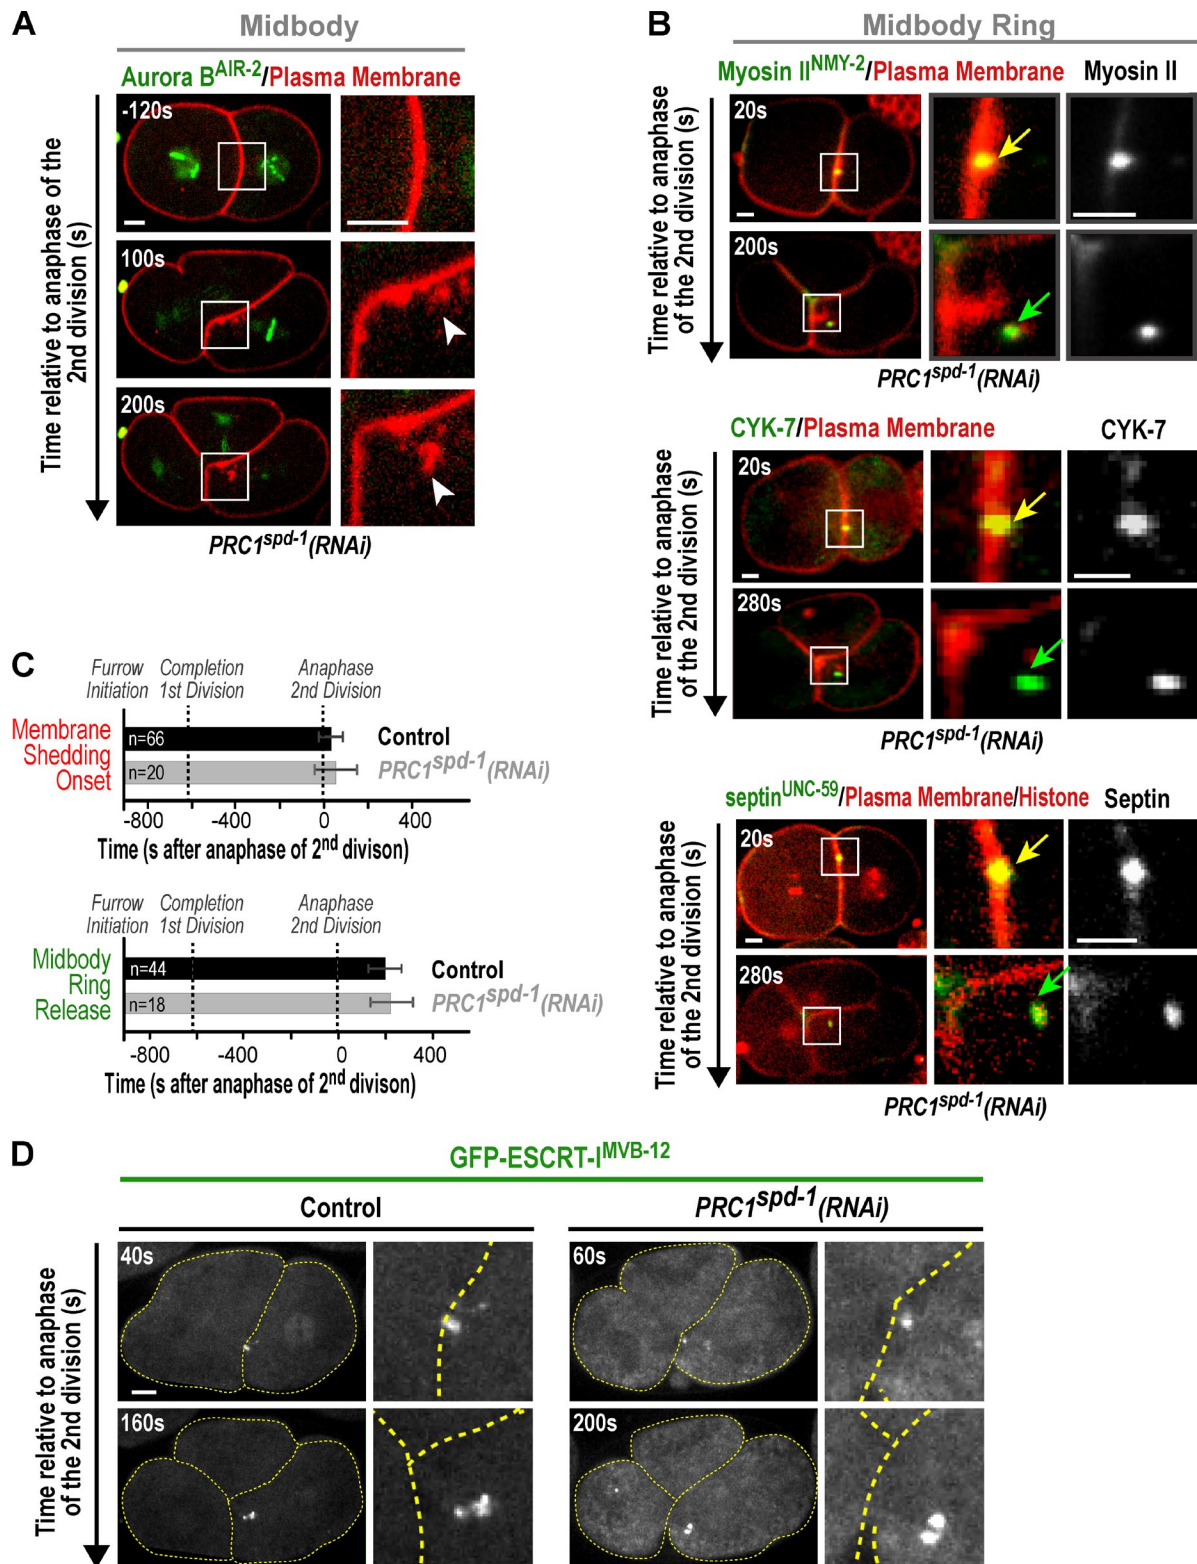 A
Midbody
Aurora B^AIR-2/Plasma Membrane
Time relative to anaphase of the
2nd division (s)
-120s
100s
200s
PRC1^spd-1(RNAi)
B
Midbody Ring
Myosin II^NMY-2/Plasma Membrane
Myosin II
Time relative to anaphase
of the 2nd division (s)
20s
200s
PRC1^spd-1(RNAi)
CYK-7/Plasma Membrane
CYK-7
Time relative to anaphase
of the 2nd division (s)
20s
280s
PRC1^spd-1(RNAi)
septin^UNC-59/Plasma Membrane/Histone
Septin
Time relative to anaphase
of the 2nd division (s)
20s
280s
PRC1^spd-1(RNAi)
C
Furrow Initiation
Completion 1st Division
Anaphase 2nd Division
Membrane Shedding Onset
n=66
Control
n=20
PRC1^spd-1(RNAi)
-800 -400 0 400
Time (s after anaphase of 2^nd divison)
Furrow Initiation
Completion 1st Division
Anaphase 2nd Division
Midbody Ring Release
n=44
Control
n=18
PRC1^spd-1(RNAi)
-800 -400 0 400
Time (s after anaphase of 2^nd divison)
D
GFP-ESCRT-I^MVB-12
Control
PRC1^spd-1(RNAi)
Time relative to anaphase
of the 2nd division (s)
40s
60s
160s
200s